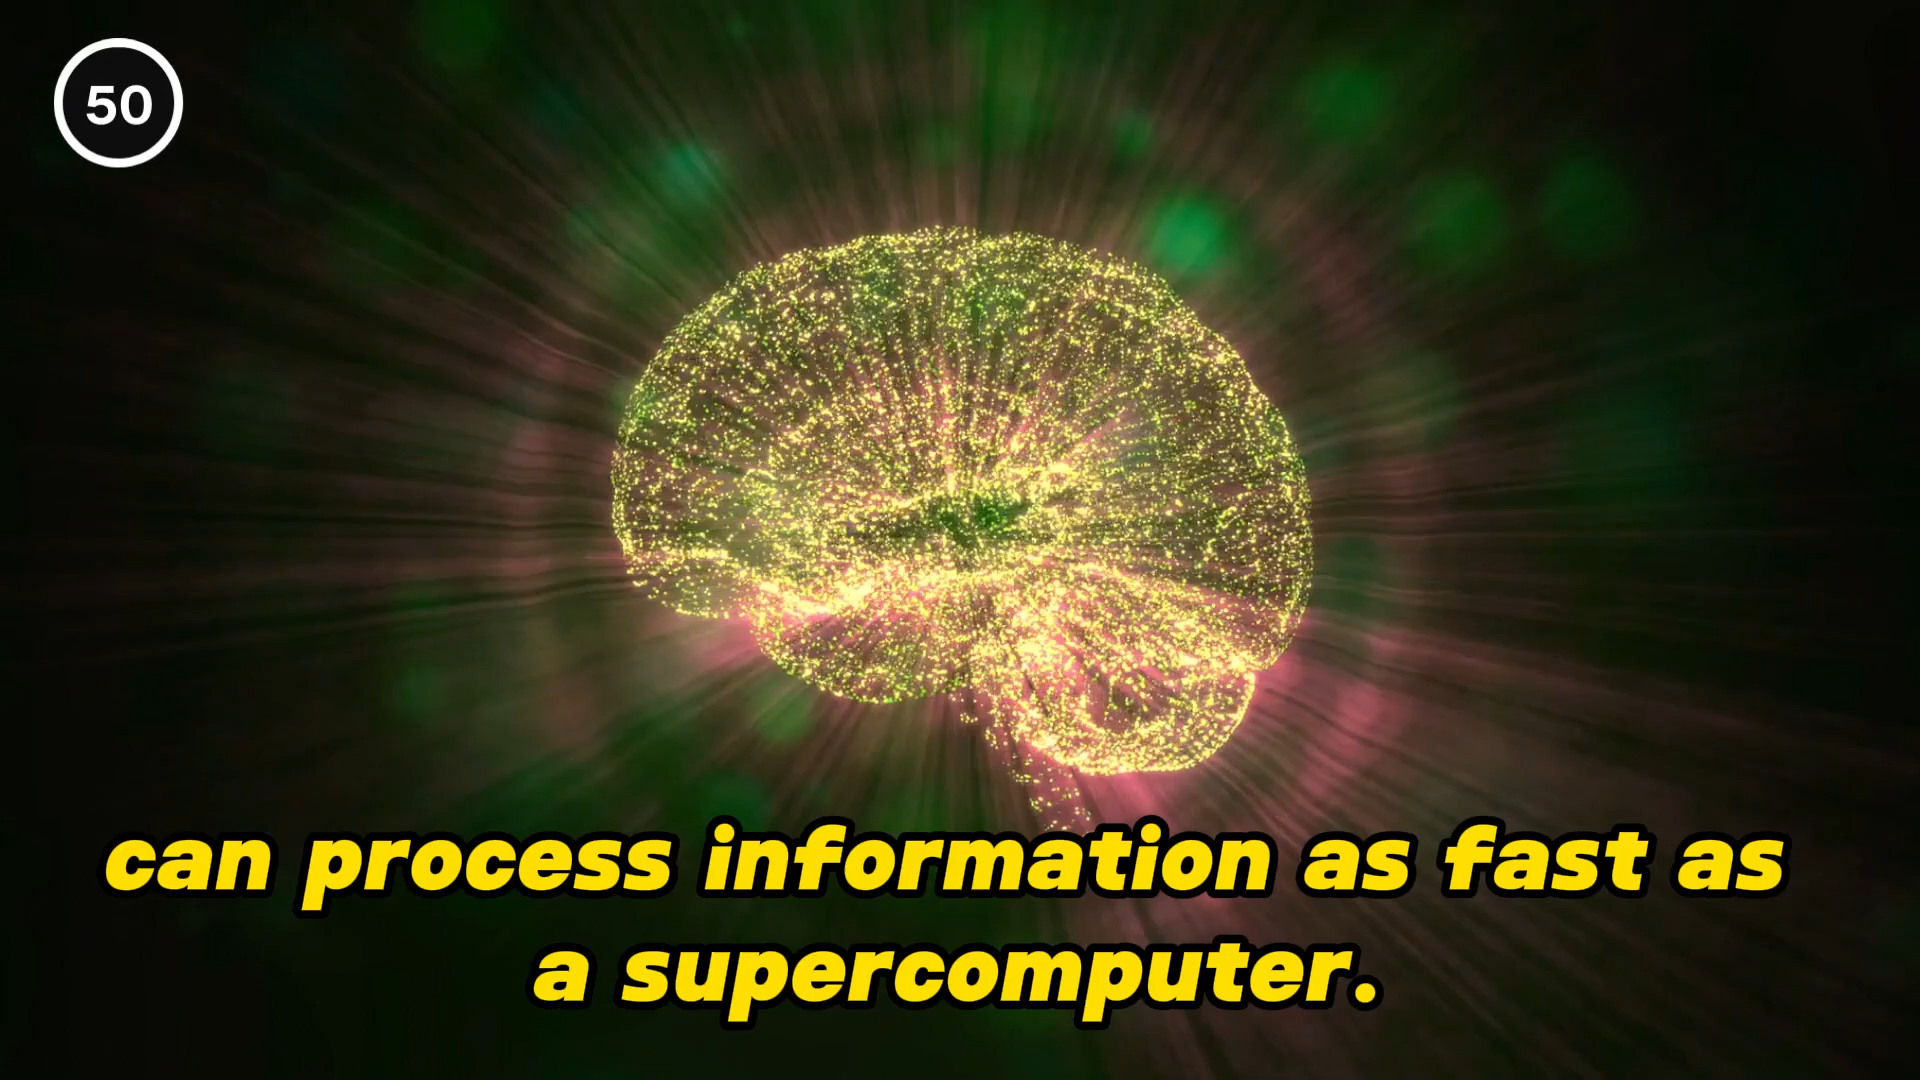 50
can process information as fast as
a supercomputer.